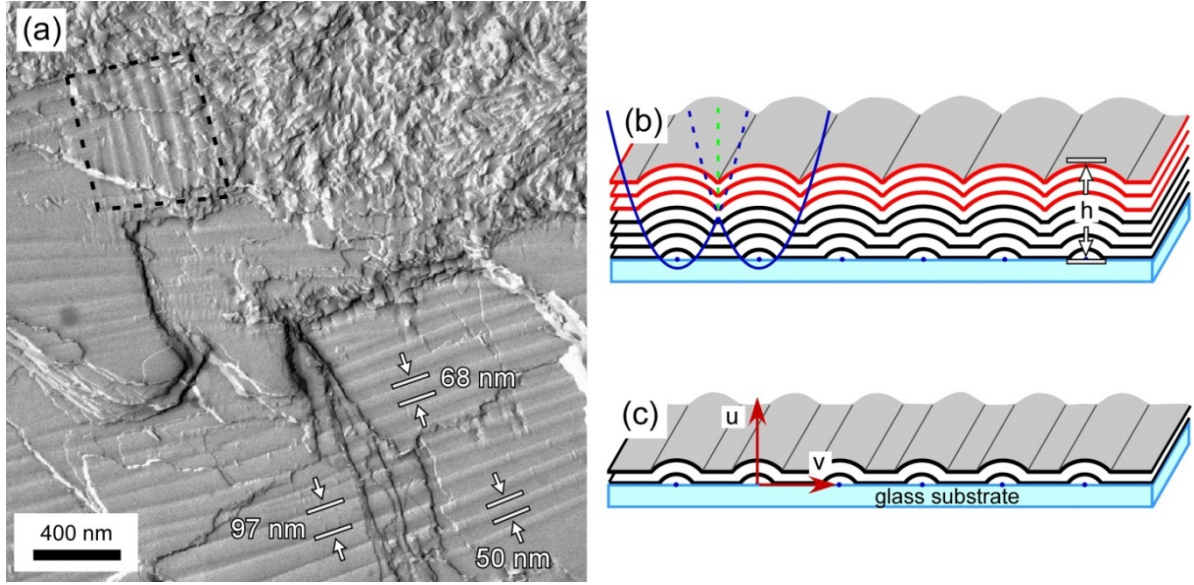 (a)
68 nm
97 nm
50 nm
400 nm
(b)
h
(c)
u
v
glass substrate